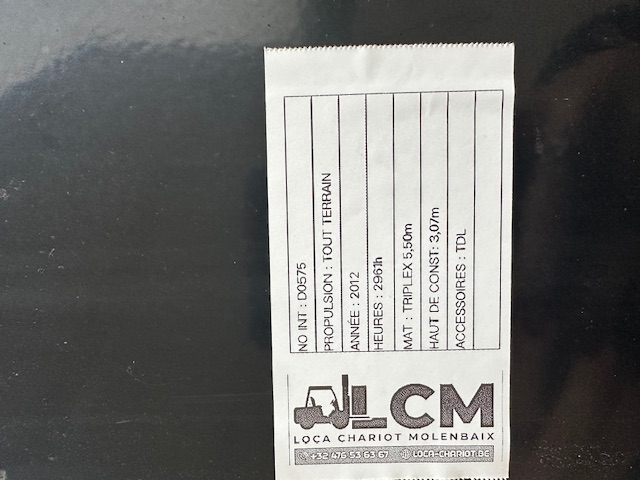 NO INT : D0575
PROPULSION : TOUT TERRAIN
ANNÉE : 2012
HEURES : 2961h
MAT : TRIPLEX 5,50m
HAUT DE CONST: 3,07m
ACCESSOIRES : TDL
LCM
LOCA CHARIOT MOLENBAIX
+32 476 53 63 67 LOCA-CHARIOT.BE